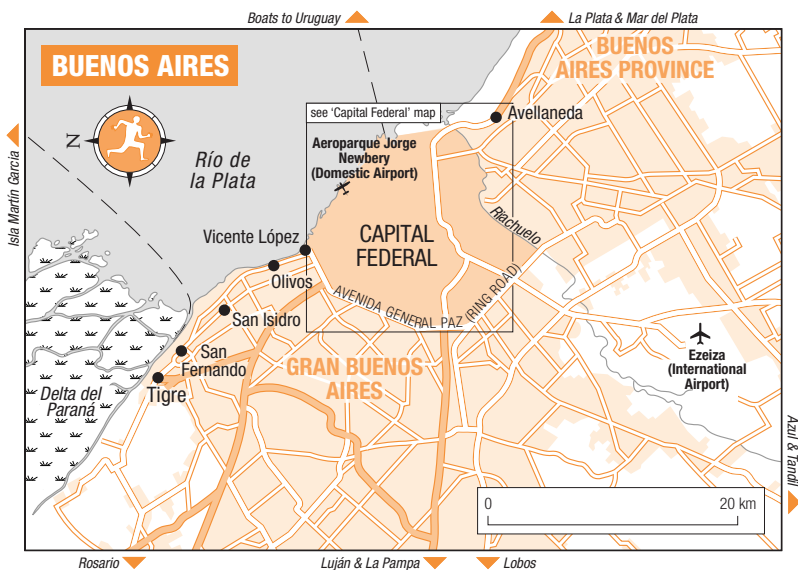 Boats to Uruguay
La Plata & Mar del Plata
BUENOS AIRES
BUENOS
AIRES PROVINCE
see ‘Capital Federal’ map
Avellaneda
N
Aeroparque Jorge
Newbery
(Domestic Airport)
Isla Martín García
Río de
la Plata
Riachuelo
Vicente López
CAPITAL
FEDERAL
Olivos
AVENIDA GENERAL PAZ (RING ROAD)
San Isidro
San
Fernando
GRAN BUENOS
AIRES
Ezeiza
(International
Airport)
Delta del
Paraná
Tigre
Azul & Tandil
0
20 km
Rosario
Luján & La Pampa
Lobos